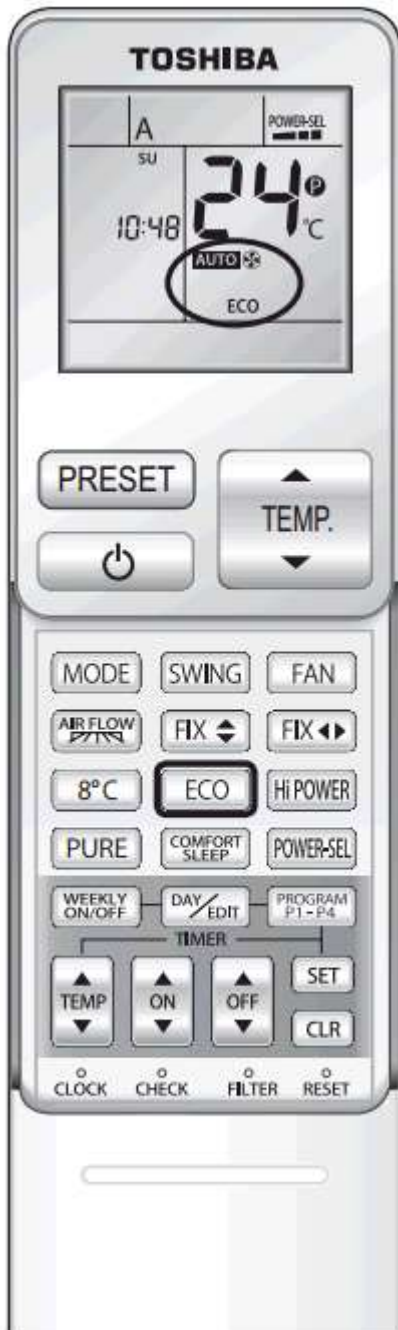 TOSHIBA
A POWER-SEL
SU
24 P
10:48 °C
AUTO
ECO
PRESET
TEMP.
MODE SWING FAN
AIR FLOW FIX FIX
8°C ECO Hi POWER
PURE COMFORT SLEEP POWER-SEL
WEEKLY ON/OFF DAY/EDIT PROGRAM P1-P4
TIMER
TEMP ON OFF SET
CLR
CLOCK CHECK FILTER RESET